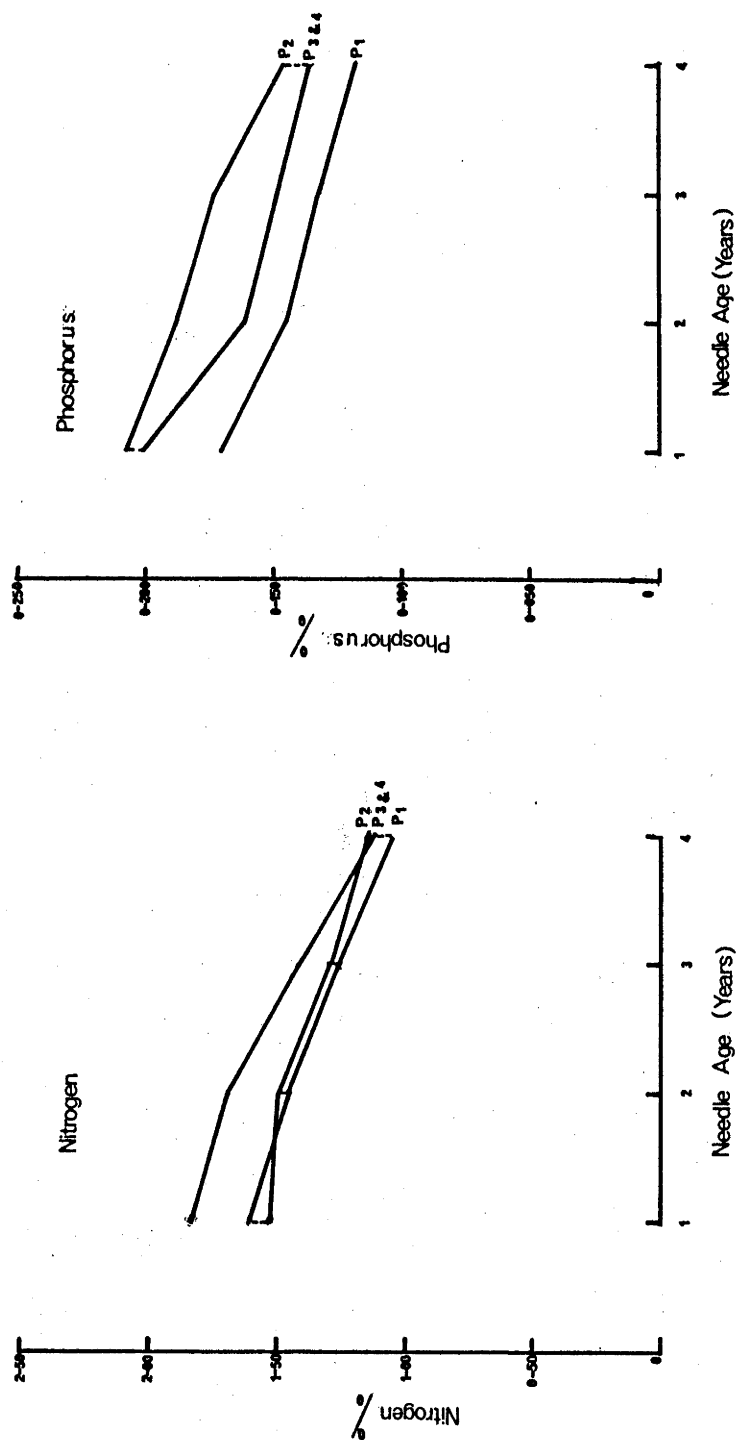 Nitrogen
2-50
2-00
1-50
1-00
0-50
0
% Nitrogen
P2
P3&4
P1
1 2 3 4
Needle Age (Years)
Phosphorus
0-250
0-200
0-150
0-100
0-050
0
% Phosphorus
P2
P3&4
P1
1 2 3 4
Needle Age (Years)